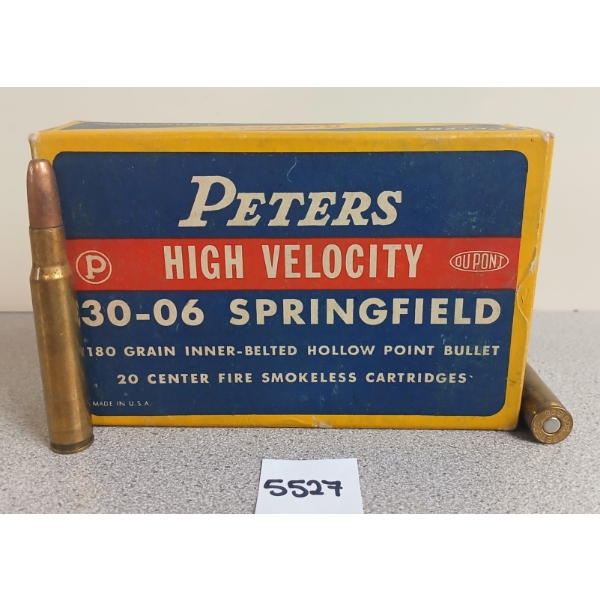 PETERS
P HIGH VELOCITY DU PONT
30-06 SPRINGFIELD
180 GRAIN INNER-BELTED HOLLOW POINT BULLET
20 CENTER FIRE SMOKELESS CARTRIDGES
MADE IN U.S.A.
5527